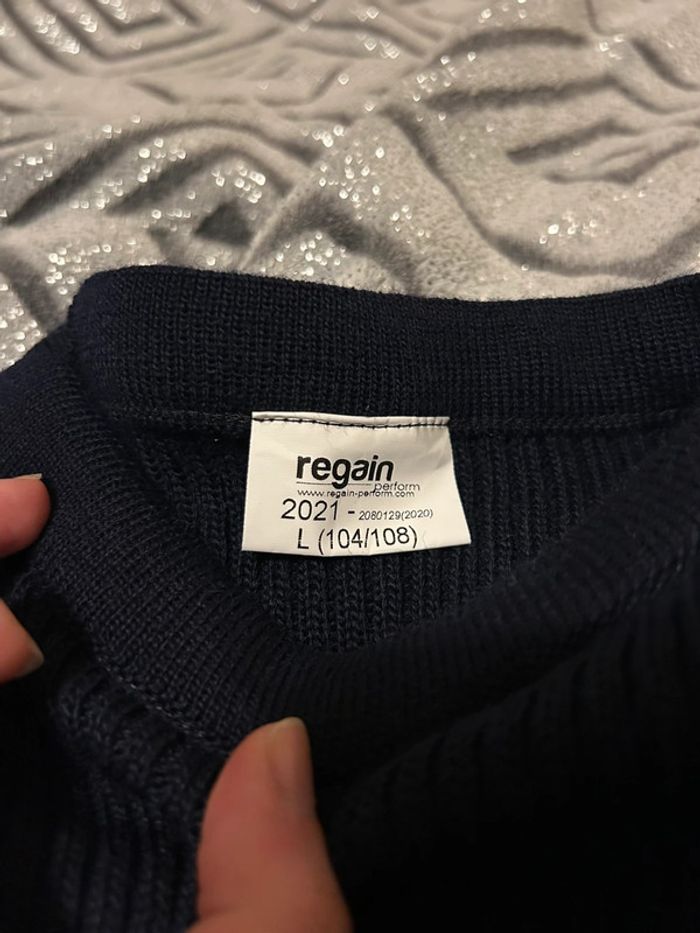 regain
perform
www.regain-perform.com
2021 - 2080129(2020)
L (104/108)